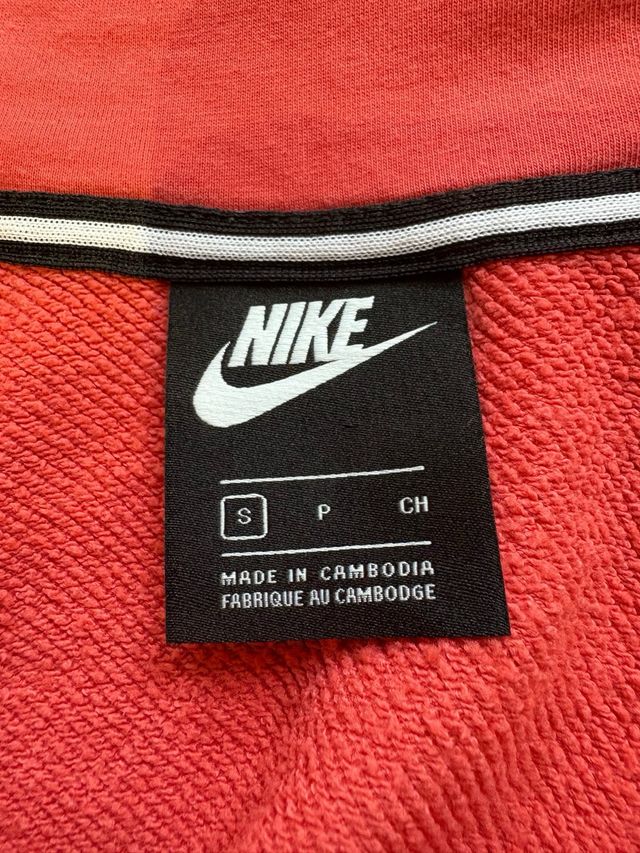 NIKE
S P CH
MADE IN CAMBODIA
FABRIQUE AU CAMBODGE